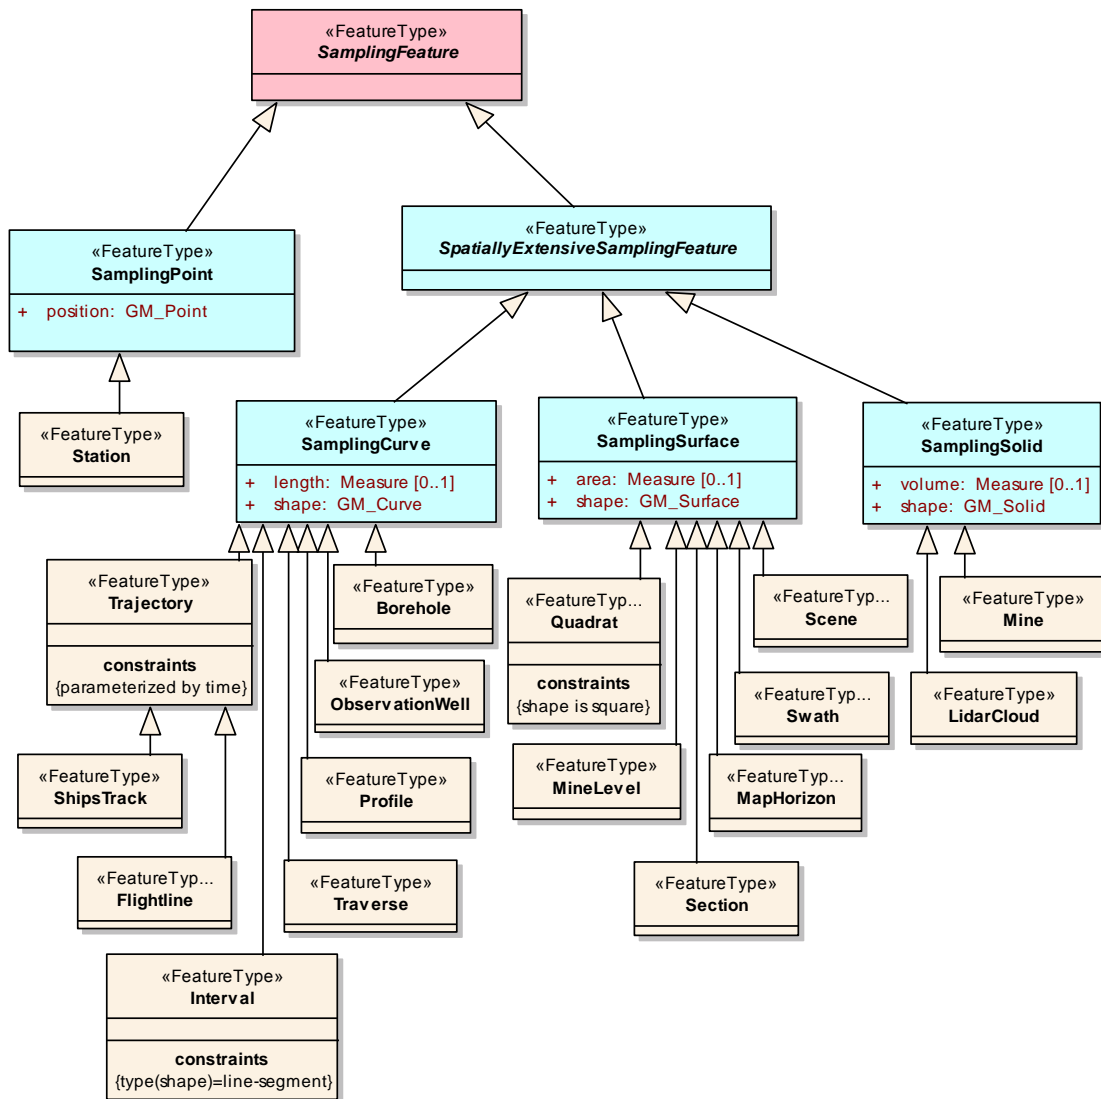 «FeatureType»
SamplingFeature
«FeatureType»
SamplingPoint
+ position: GM_Point
«FeatureType»
SpatiallyExtensiveSamplingFeature
«FeatureType»
Station
«FeatureType»
SamplingCurve
+ length: Measure [0..1]
+ shape: GM_Curve
«FeatureType»
SamplingSurface
+ area: Measure [0..1]
+ shape: GM_Surface
«FeatureType»
SamplingSolid
+ volume: Measure [0..1]
+ shape: GM_Solid
«FeatureType»
Trajectory
constraints
{parameterized by time}
«FeatureType»
Borehole
«FeatureTyp...
Quadrat
constraints
{shape is square}
«FeatureTyp...
Scene
«FeatureType»
Mine
«FeatureType»
ObservationWell
«FeatureTyp...
Swath
«FeatureType»
LidarCloud
«FeatureType»
ShipsTrack
«FeatureType»
Profile
«FeatureType»
MineLevel
«FeatureTyp...
MapHorizon
«FeatureTyp...
Flightline
«FeatureType»
Traverse
«FeatureType»
Section
«FeatureType»
Interval
constraints
{type(shape)=line-segment}